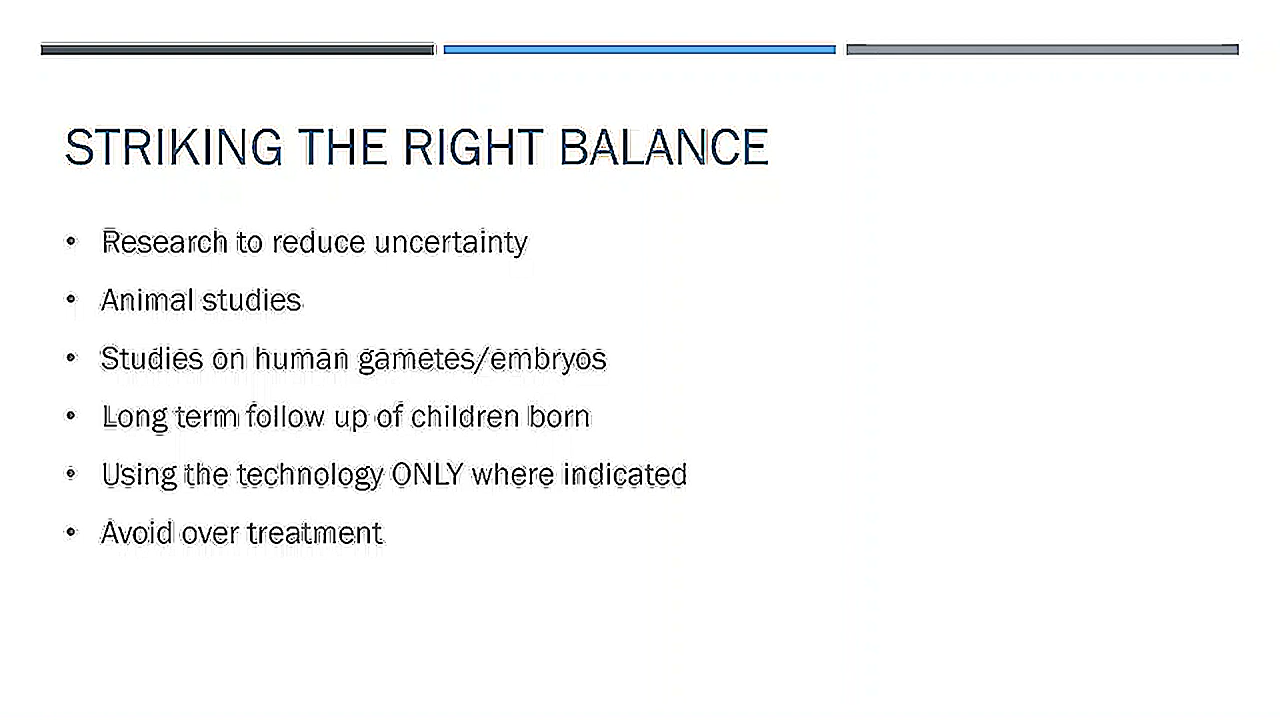 STRIKING THE RIGHT BALANCE
• Research to reduce uncertainty
• Animal studies
• Studies on human gametes/embryos
• Long term follow up of children born
• Using the technology ONLY where indicated
• Avoid over treatment